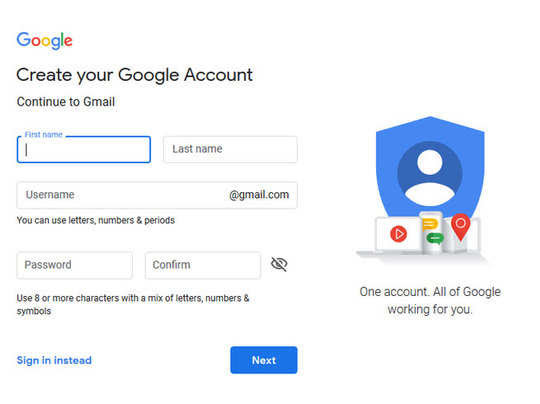 Google
Create your Google Account
Continue to Gmail
First name
Last name
Username @gmail.com
You can use letters, numbers & periods
Password
Confirm
Use 8 or more characters with a mix of letters, numbers &
symbols
Sign in instead
Next
One account. All of Google
working for you.